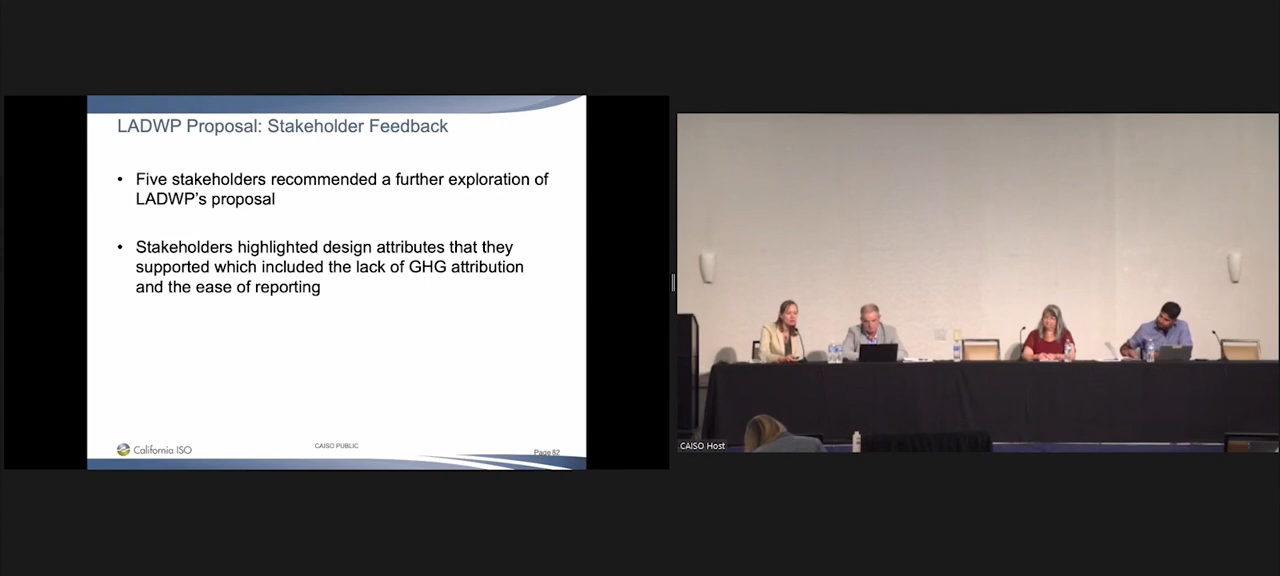 LADWP Proposal: Stakeholder Feedback
• Five stakeholders recommended a further exploration of
LADWP's proposal
• Stakeholders highlighted design attributes that they
supported which included the lack of GHG attribution
and the ease of reporting
California ISO
CAISO PUBLIC
Page 82
CAISO Host